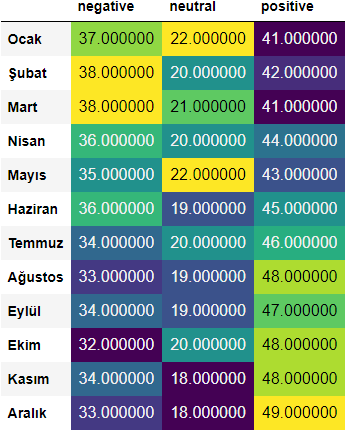 negative neutral positive
Ocak 37.000000 22.000000 41.000000
Şubat 38.000000 20.000000 42.000000
Mart 38.000000 21.000000 41.000000
Nisan 36.000000 20.000000 44.000000
Mayıs 35.000000 22.000000 43.000000
Haziran 36.000000 19.000000 45.000000
Temmuz 34.000000 20.000000 46.000000
Ağustos 33.000000 19.000000 48.000000
Eylül 34.000000 19.000000 47.000000
Ekim 32.000000 20.000000 48.000000
Kasım 34.000000 18.000000 48.000000
Aralık 33.000000 18.000000 49.000000